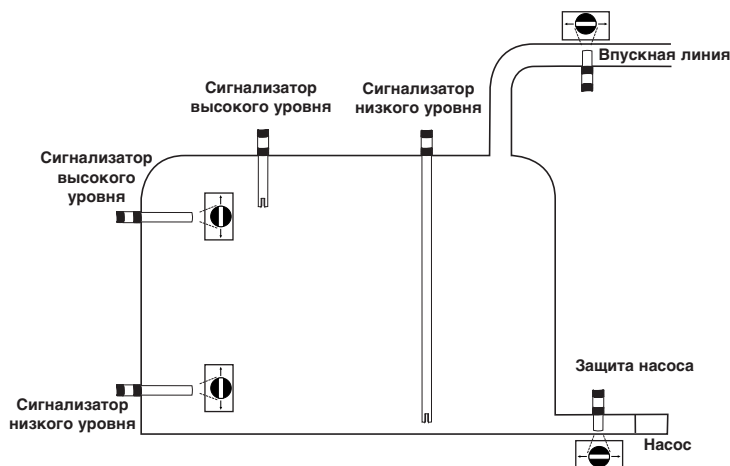 Впускная линия
Сигнализатор
высокого уровня
Сигнализатор
низкого уровня
Сигнализатор
высокого
уровня
Защита насоса
Сигнализатор
низкого уровня
Насос